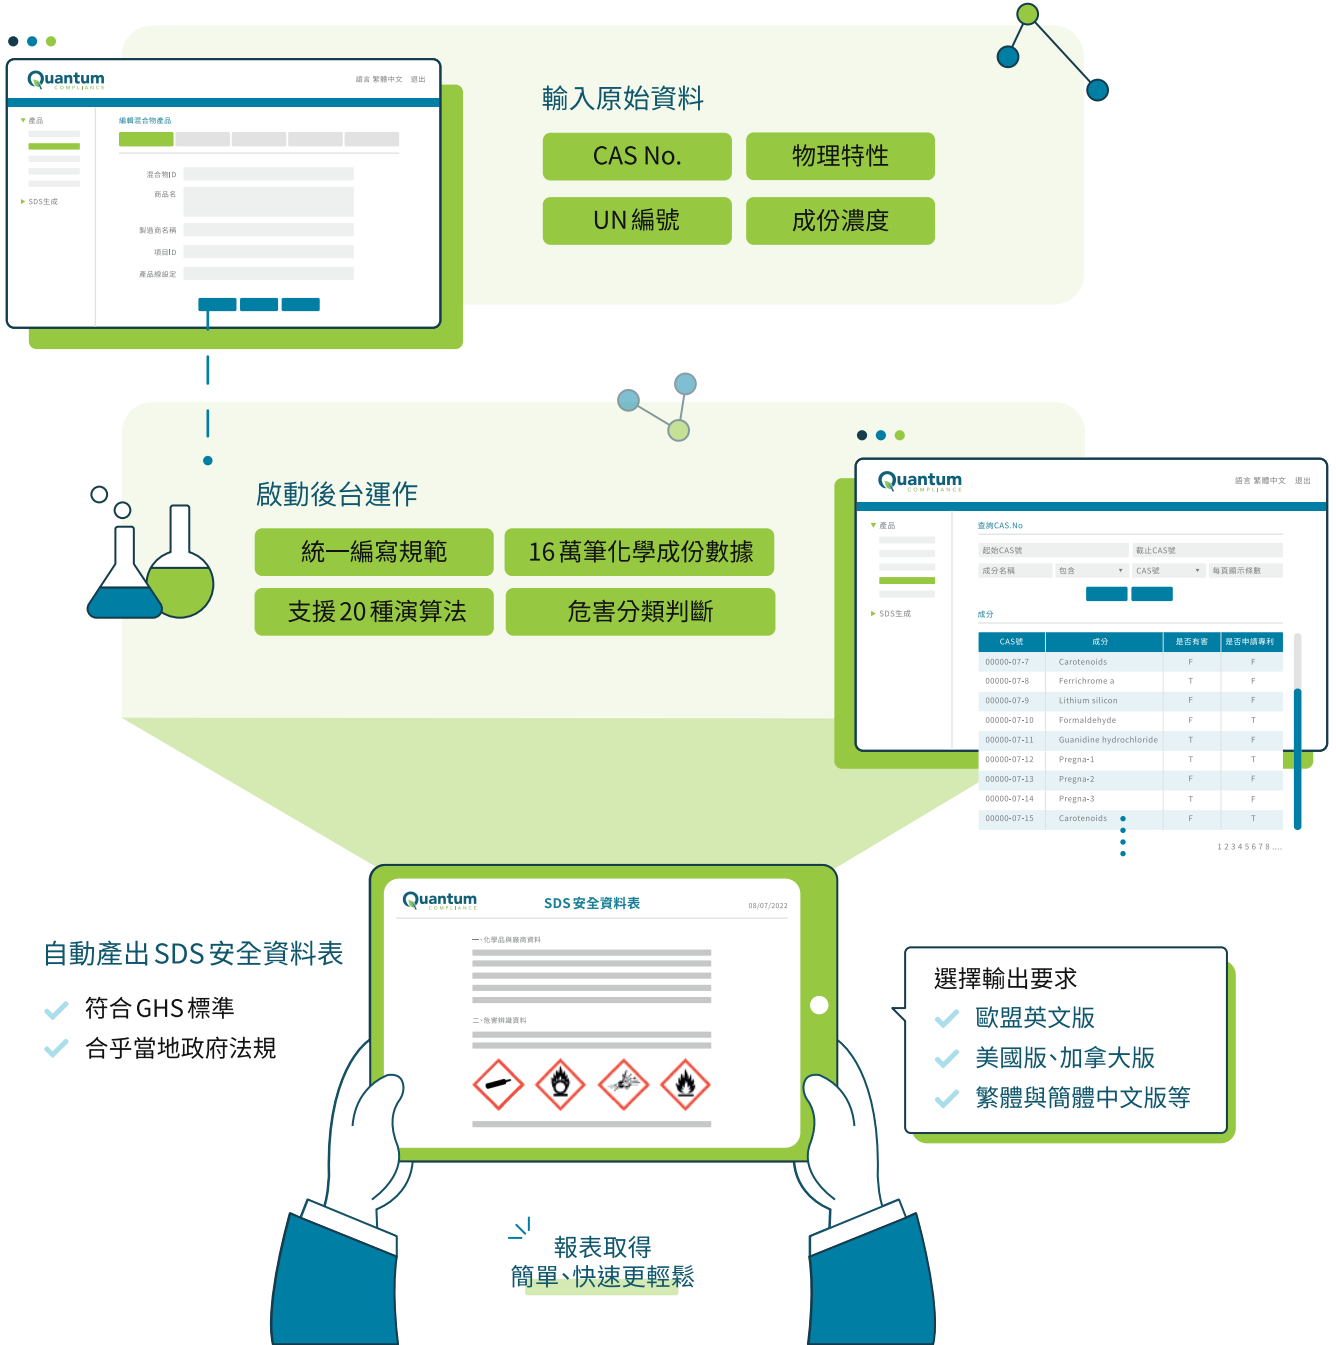 Quantum
COMPLIANCE
語言 繁體中文 退出
產品
SDS生成
編輯混合物產品
混合物ID
商品名
製造商名稱
項目ID
產品線設定
輸入原始資料
CAS No.
物理特性
UN 編號
成份濃度
啟動後台運作
統一編寫規範
16 萬筆化學成份數據
支援 20 種演算法
危害分類判斷
Quantum
COMPLIANCE
語言 繁體中文 退出
產品
SDS生成
查詢CAS.No
起始CAS號 截止CAS號
成分名稱 包含 CAS號 每頁顯示條數
成分
CAS號 成分 是否有害 是否申請專利
00000-07-7 Carotenoids F F
00000-07-8 Ferrichrome a T F
00000-07-9 Lithium silicon F F
00000-07-10 Formaldehyde F T
00000-07-11 Guanidine hydrochloride T F
00000-07-12 Pregna-1 T T
00000-07-13 Pregna-2 F F
00000-07-14 Pregna-3 T F
00000-07-15 Carotenoids F T
1 2 3 4 5 6 7 8 ....
自動產出 SDS 安全資料表
符合 GHS 標準
合乎當地政府法規
Quantum
COMPLIANCE
SDS 安全資料表
08/07/2022
一、化學品與廠商資料
二、危害辨識資料
選擇輸出要求
歐盟英文版
美國版、加拿大版
繁體與簡體中文版等
報表取得
簡單、快速更輕鬆